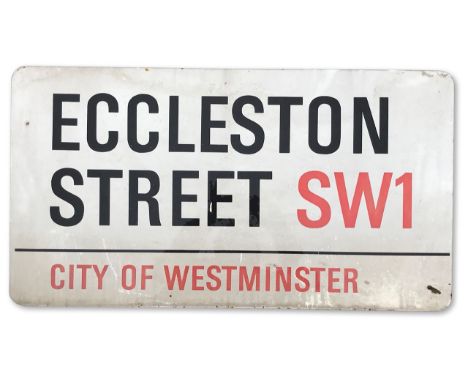 ECCLESTON
STREET SW1
CITY OF WESTMINSTER